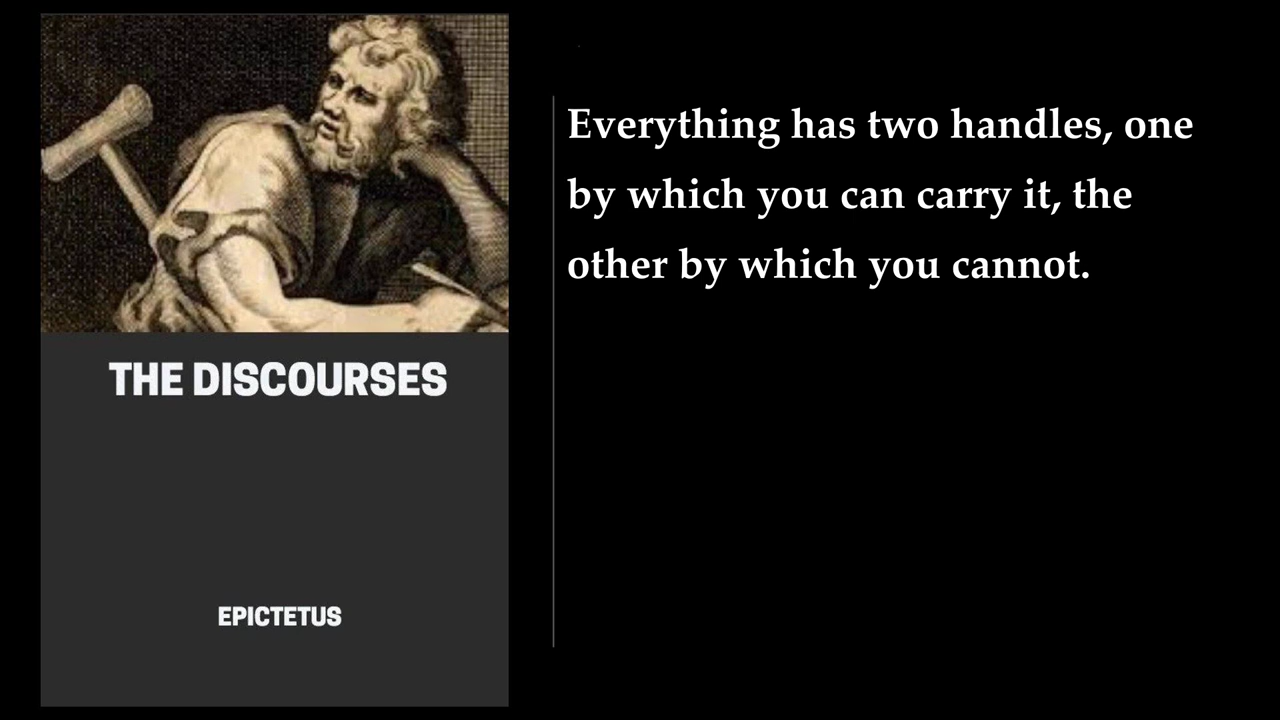 THE DISCOURSES
EPICTETUS
Everything has two handles, one
by which you can carry it, the
other by which you cannot.